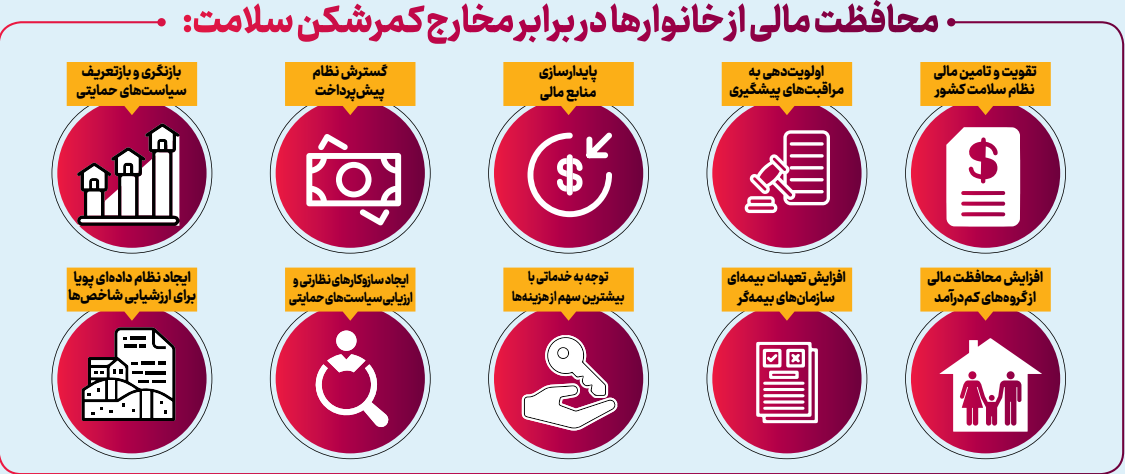 محافظت مالی از خانوارها در برابر مخارج کمرشکن سلامت:
تقویت و تامین مالی
نظام سلامت کشور
اولویت‌دهی به
مراقبت‌های پیشگیری
پایدارسازی
منابع مالی
گسترش نظام
پیش‌پرداخت
بازنگری و بازتعریف
سیاست‌های حمایتی
افزایش محافظت مالی
از گروه‌های کم‌درآمد
افزایش تعهدات بیمه‌ای
سازمان‌های بیمه‌گر
توجه به خدماتی با
بیشترین سهم از هزینه‌ها
ایجاد سازوکارهای نظارتی و
ارزیابی سیاست‌های حمایتی
ایجاد نظام داده‌ای پویا
برای ارزشیابی شاخص‌ها